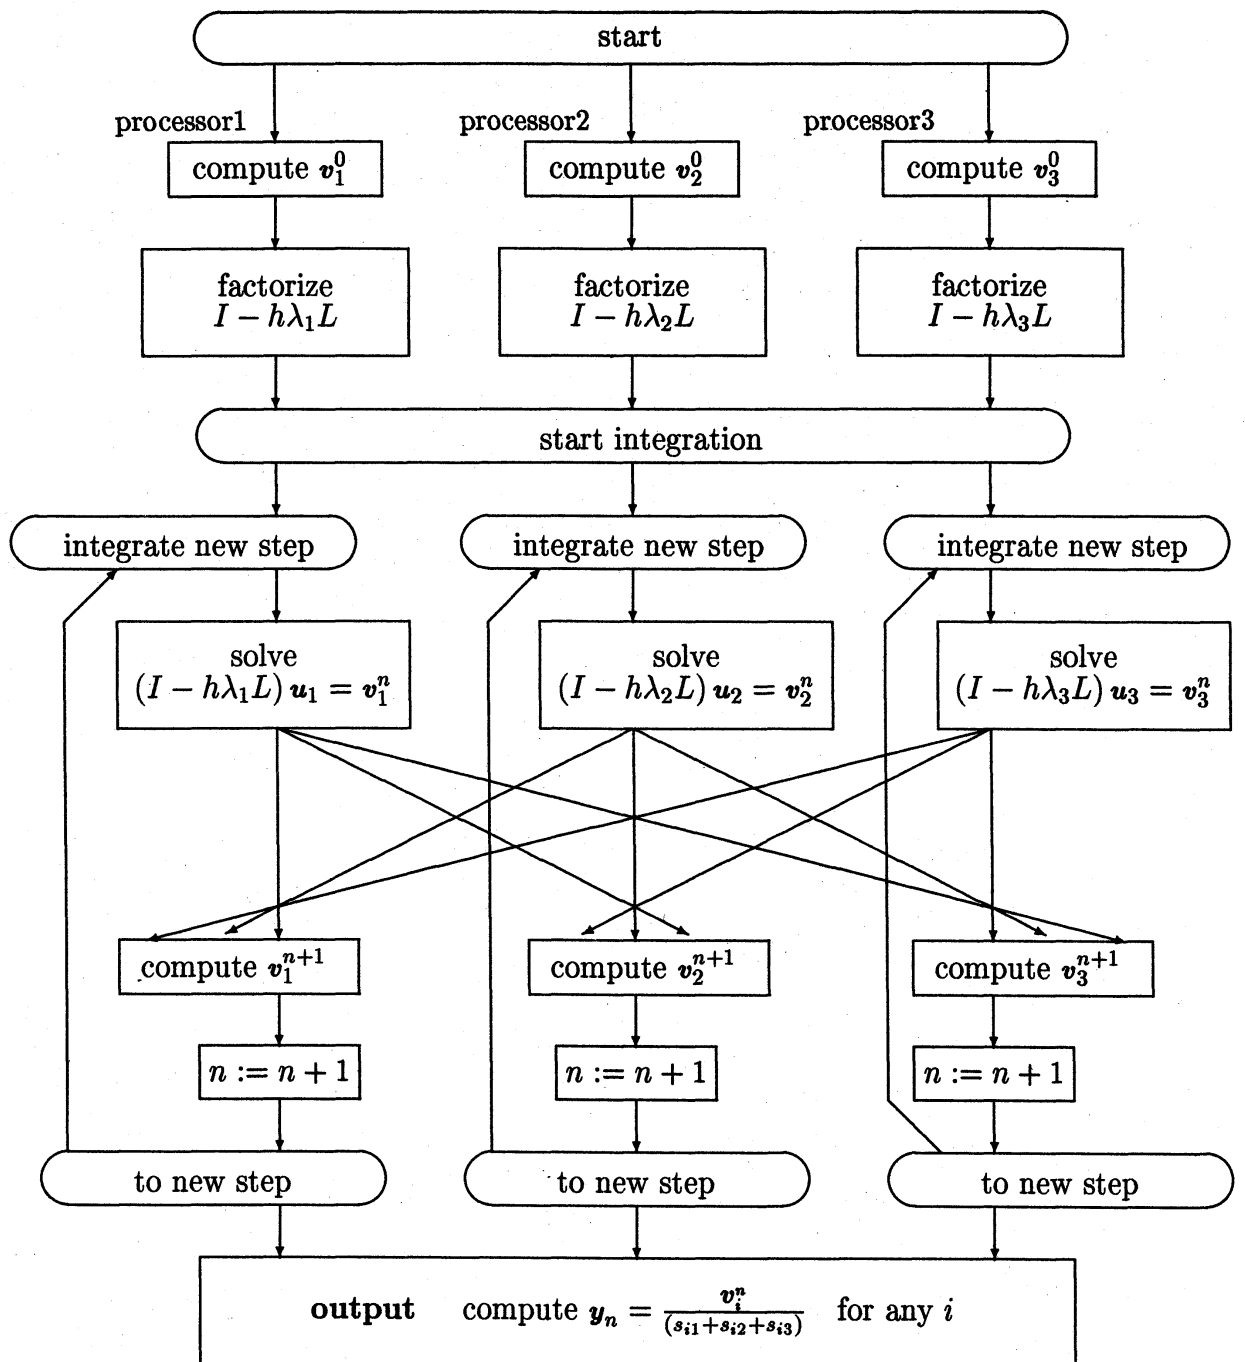 start
processor1 processor2 processor3
compute v_1^0 compute v_2^0 compute v_3^0
factorize factorize factorize
I − hλ_1L I − hλ_2L I − hλ_3L
start integration
integrate new step integrate new step integrate new step
solve solve solve
(I − hλ_1L) u_1 = v_1^n (I − hλ_2L) u_2 = v_2^n (I − hλ_3L) u_3 = v_3^n
compute v_1^{n+1} compute v_2^{n+1} compute v_3^{n+1}
n := n + 1 n := n + 1 n := n + 1
to new step to new step to new step
output compute y_n = v_i^n / (s_{i1}+s_{i2}+s_{i3}) for any i